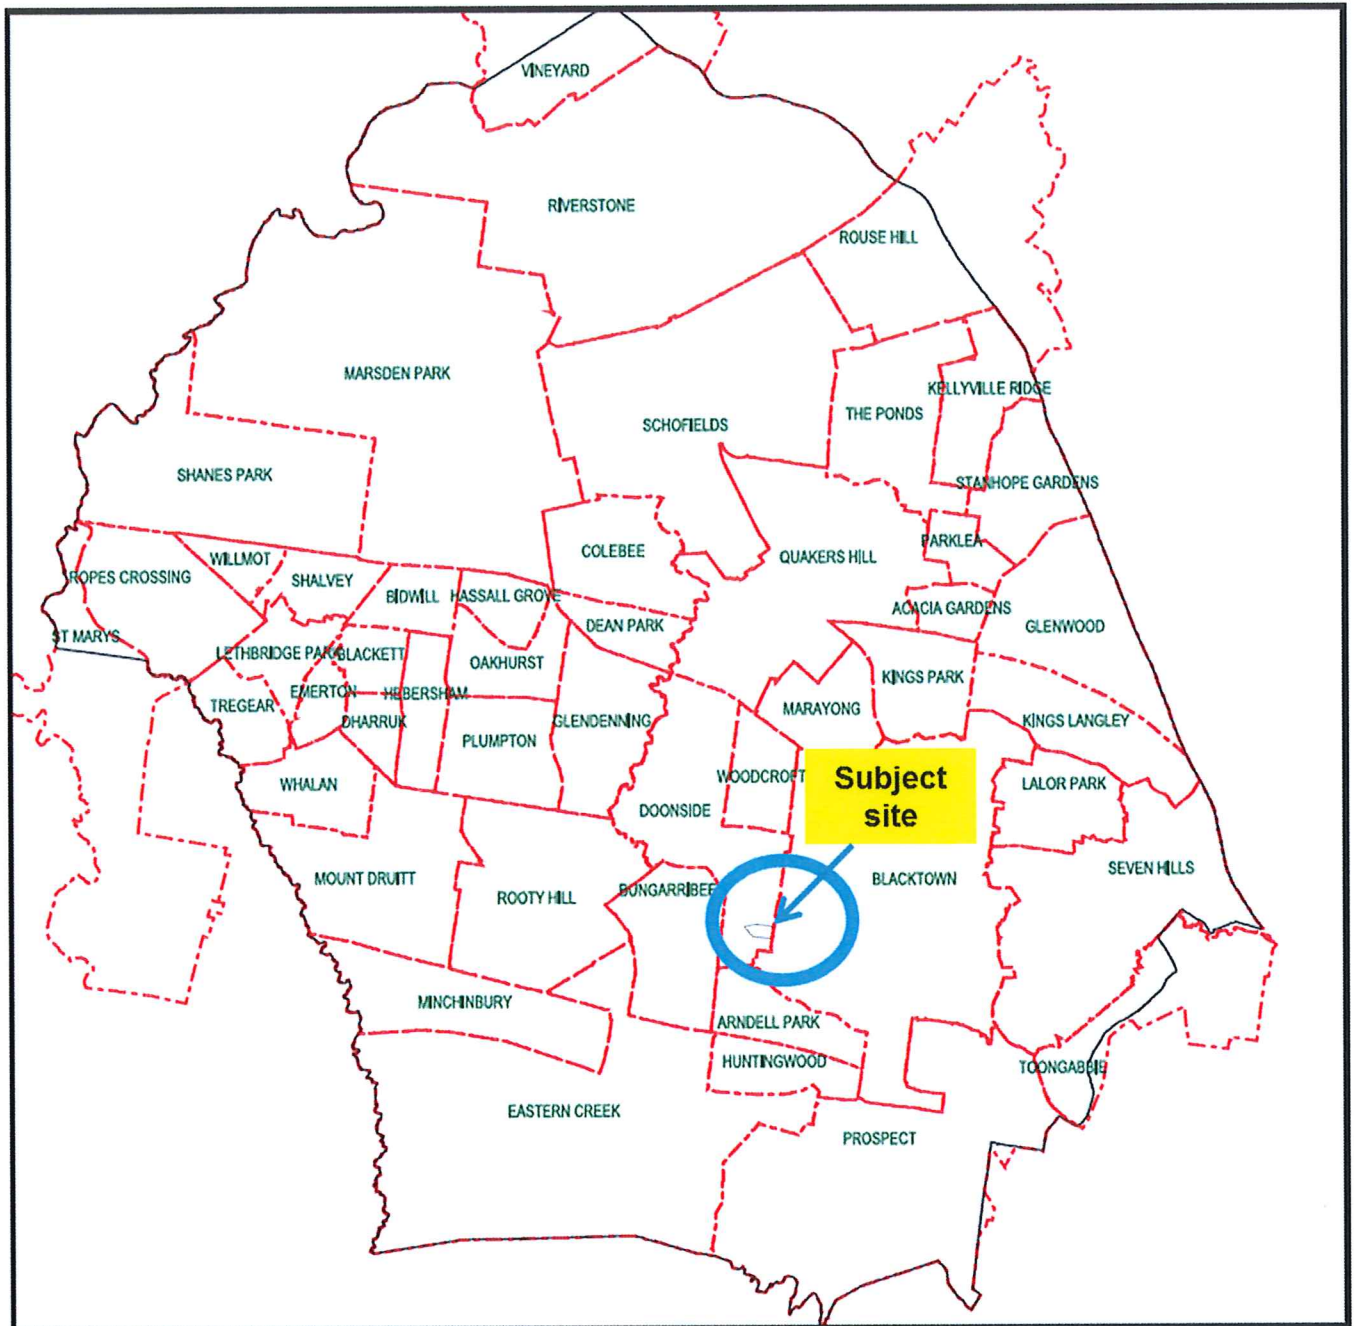 VINEYARD
RIVERSTONE
ROUSE HILL
MARSDEN PARK
KELLYVILLE RIDGE
THE PONDS
SCHOFIELDS
SHANES PARK
STANHOPE GARDENS
PARKLEA
COLEBEE
QUAKERS HILL
WILLMOT
ROPES CROSSING
SHALVEY
BIDWILL
HASSALL GROVE
ACACIA GARDENS
DEAN PARK
GLENWOOD
ST MARYS
LETHBRIDGE PARK
BLACKETT
OAKHURST
KINGS PARK
EMERTON
HEBERSHAM
TREGEAR
MARAYONG
DHARRUK
GLENDENNING
KINGS LANGLEY
PLUMPTON
WOODCROFT
Subject
site
WHALAN
LALOR PARK
DOONSIDE
SEVEN HILLS
MOUNT DRUITT
BLACKTOWN
BUNGARRIBEE
ROOTY HILL
MINCHINBURY
ARNDELL PARK
HUNTINGWOOD
TOONGABBIE
EASTERN CREEK
PROSPECT